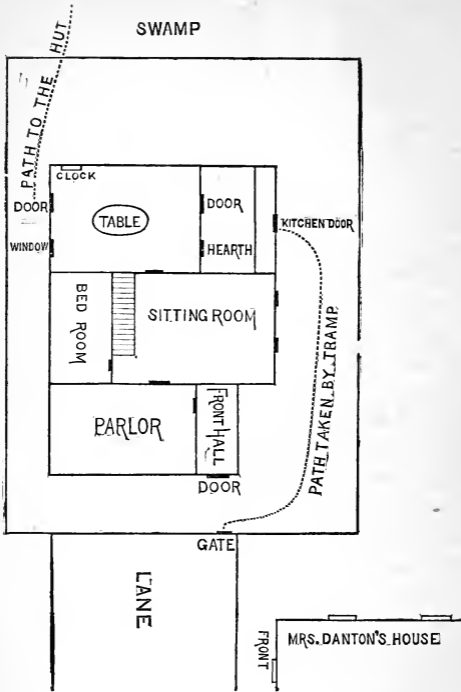 SWAMP
PATH TO THE HUT
CLOCK
DOOR
TABLE
DOOR
KITCHEN DOOR
WINDOW
HEARTH
BED ROOM
SITTING ROOM
PATH TAKEN BY TRAMP
PARLOR
FRONT HALL
DOOR
GATE
LANE
FRONT
MRS. DANTON'S HOUSE